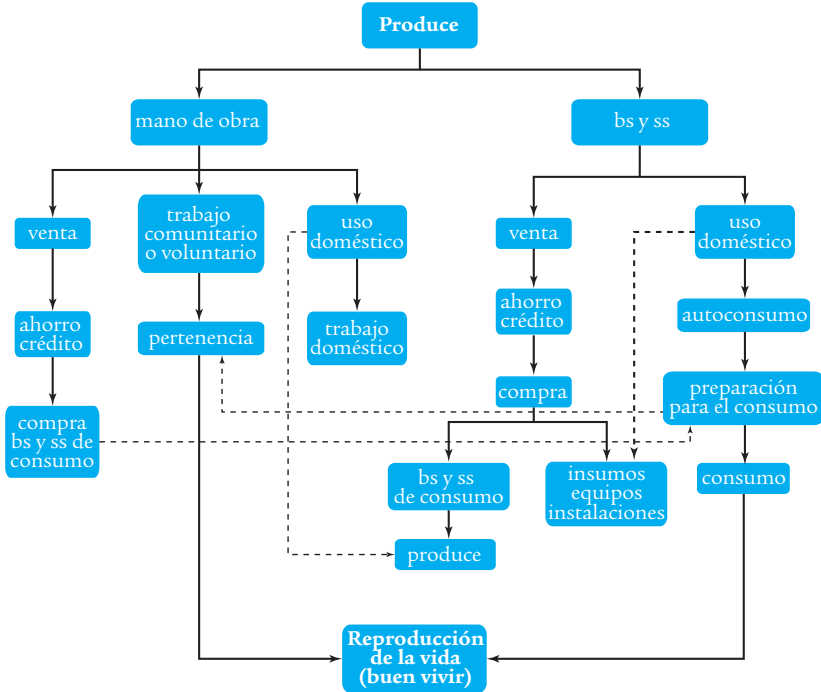 Produce
mano de obra
bs y ss
venta
trabajo
comunitario
o voluntario
uso
doméstico
venta
uso
doméstico
ahorro
crédito
pertenencia
trabajo
doméstico
ahorro
crédito
autoconsumo
compra
bs y ss de
consumo
compra
preparación
para el consumo
bs y ss
de consumo
insumos
equipos
instalaciones
consumo
produce
Reproducción
de la vida
(buen vivir)